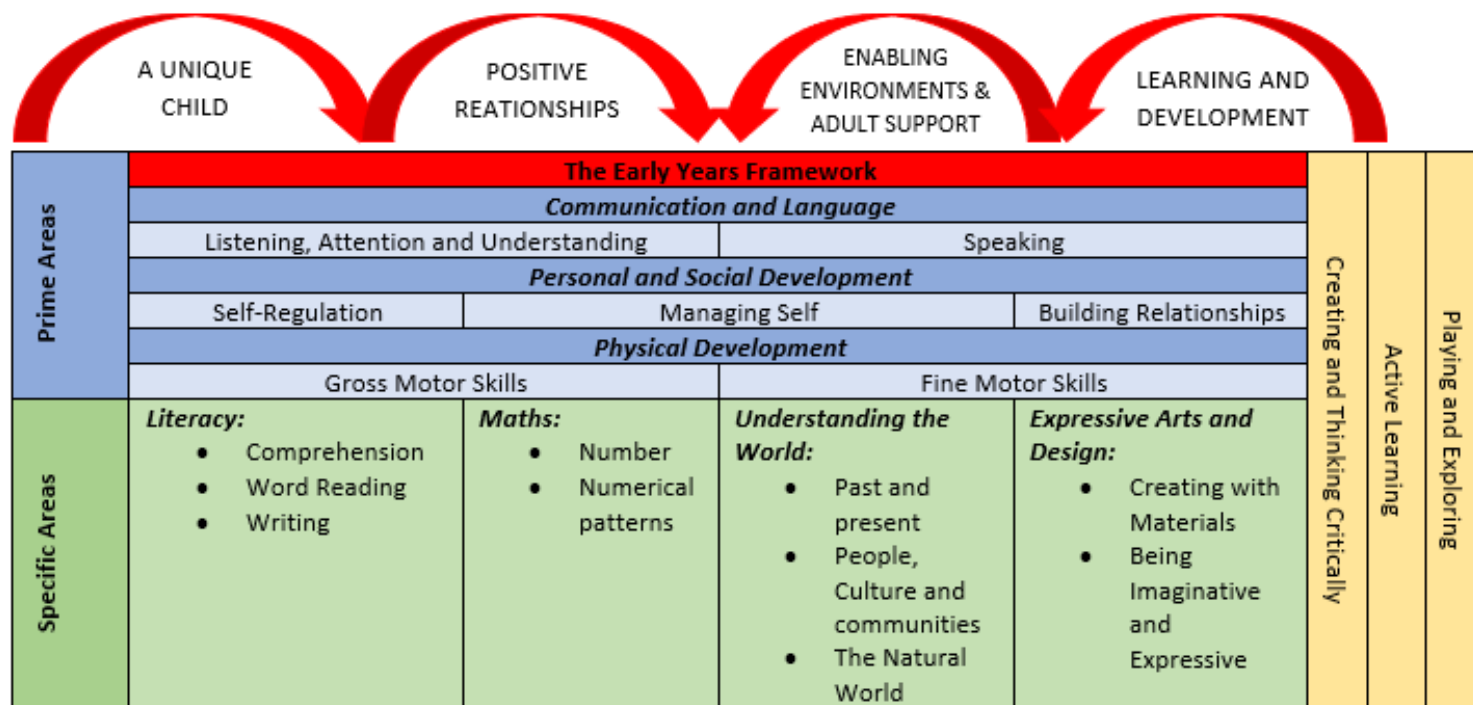 A UNIQUE
CHILD
POSITIVE
REATIONSHIPS
ENABLING
ENVIRONMENTS &
ADULT SUPPORT
LEARNING AND
DEVELOPMENT
The Early Years Framework
Prime Areas
Communication and Language
Listening, Attention and Understanding
Speaking
Personal and Social Development
Self-Regulation
Managing Self
Building Relationships
Physical Development
Gross Motor Skills
Fine Motor Skills
Specific Areas
Literacy:
• Comprehension
• Word Reading
• Writing
Maths:
• Number
• Numerical
patterns
Understanding the
World:
• Past and
present
• People,
Culture and
communities
• The Natural
World
Expressive Arts and
Design:
• Creating with
Materials
• Being
Imaginative
and
Expressive
Creating and Thinking Critically
Active Learning
Playing and Exploring